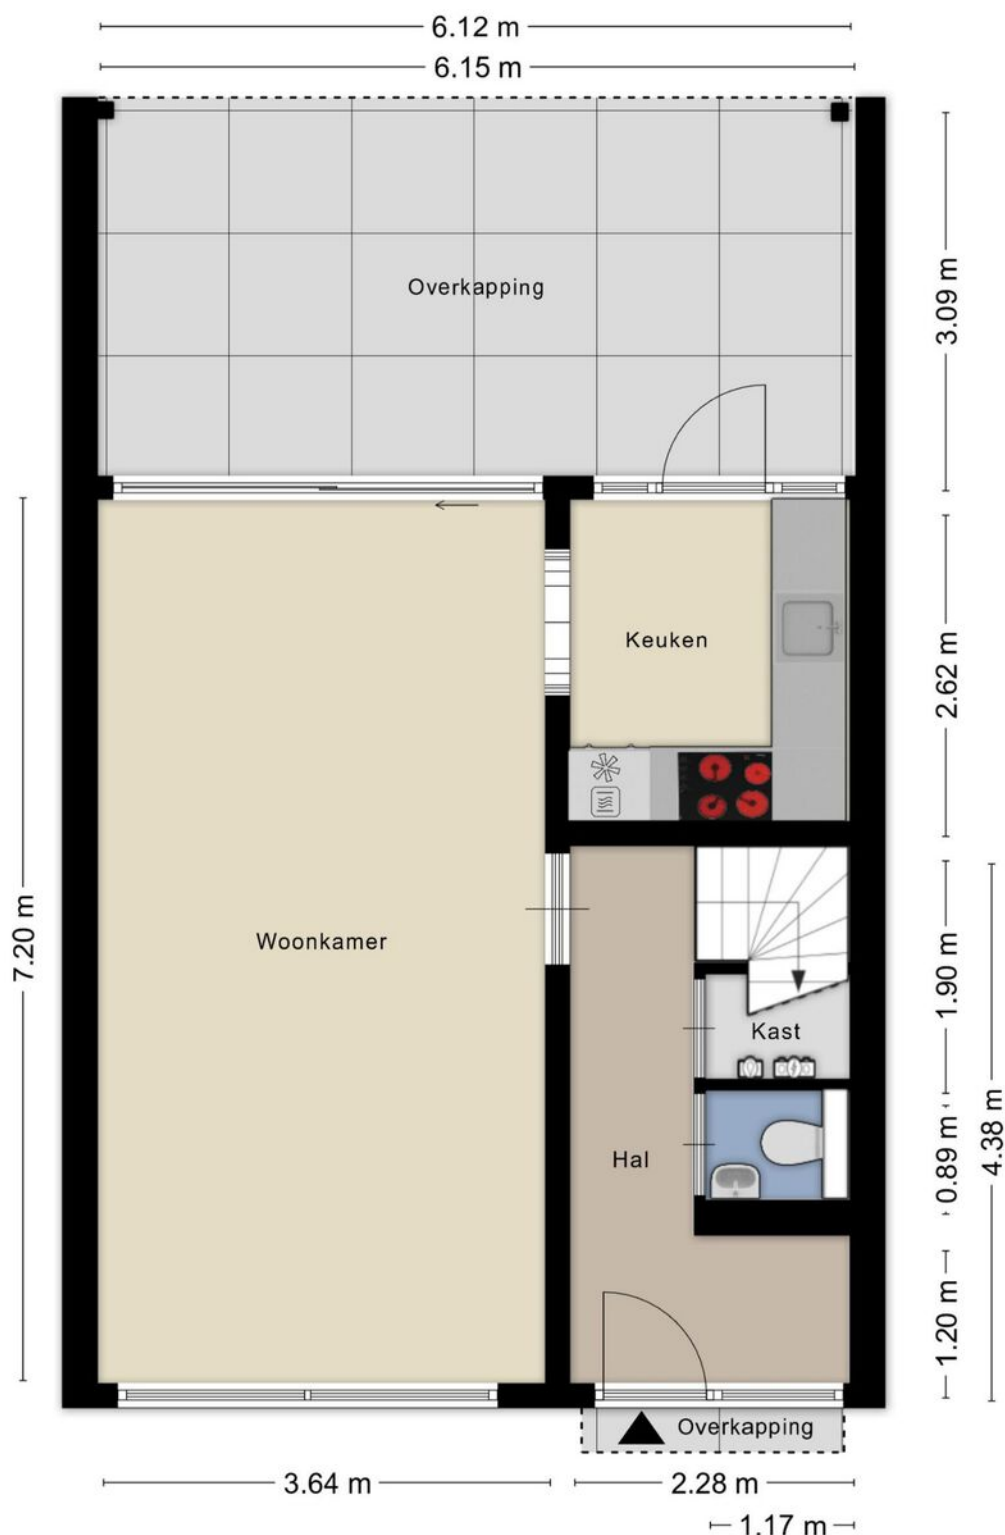 6.12 m
6.15 m
Overkapping
3.09 m
Keuken
2.62 m
Woonkamer
7.20 m
1.90 m
Kast
0.89 m
4.38 m
Hal
1.20 m
Overkapping
3.64 m
2.28 m
1.17 m